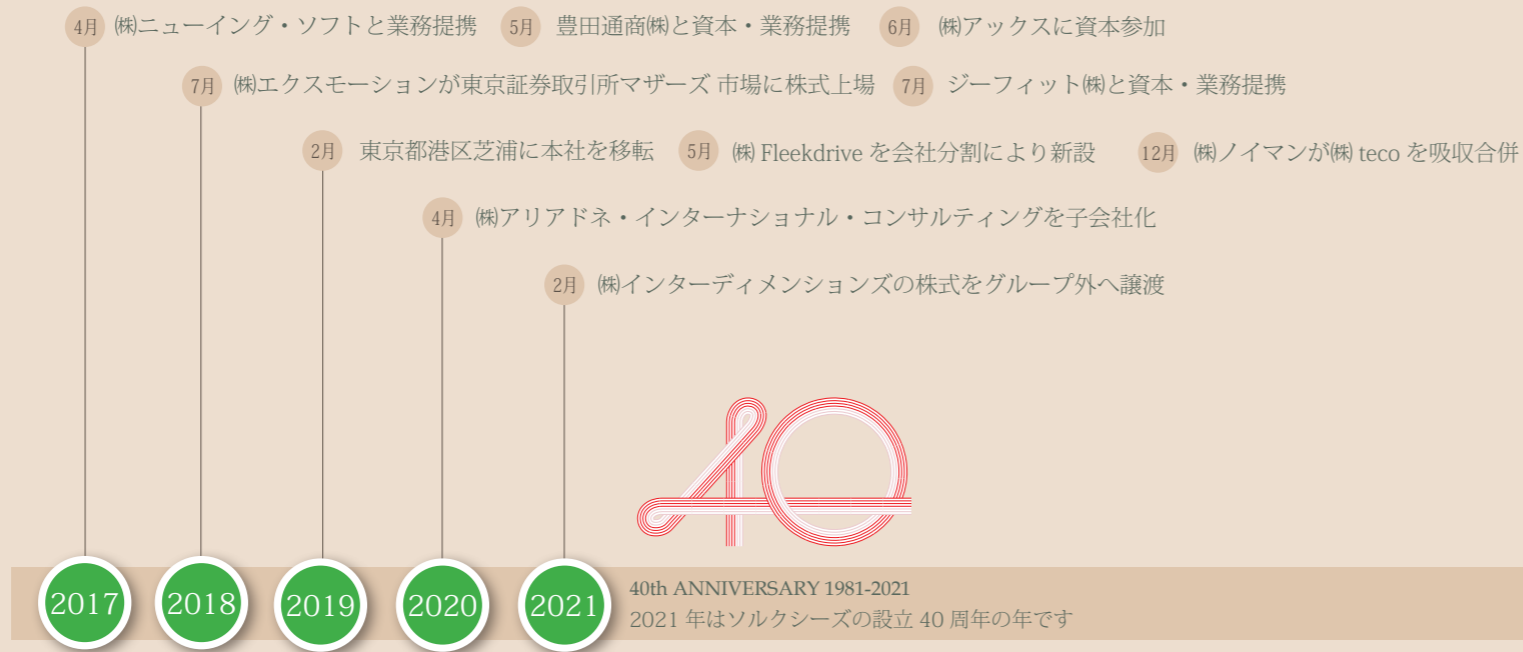 4月 ㈱ニューイング・ソフトと業務提携 5月 豊田通商㈱と資本・業務提携 6月 ㈱アックスに資本参加
7月 ㈱エクスモーションが東京証券取引所マザーズ 市場に株式上場 7月 ジーフィット㈱と資本・業務提携
2月 東京都港区芝浦に本社を移転 5月 ㈱ Fleekdrive を会社分割により新設 12月 ㈱ノイマンが㈱ teco を吸収合併
4月 ㈱アリアドネ・インターナショナル・コンサルティングを子会社化
2月 ㈱インターディメンションズの株式をグループ外へ譲渡
40
2017 2018 2019 2020 2021
40th ANNIVERSARY 1981-2021
2021 年はソルクシーズの設立 40 周年の年です